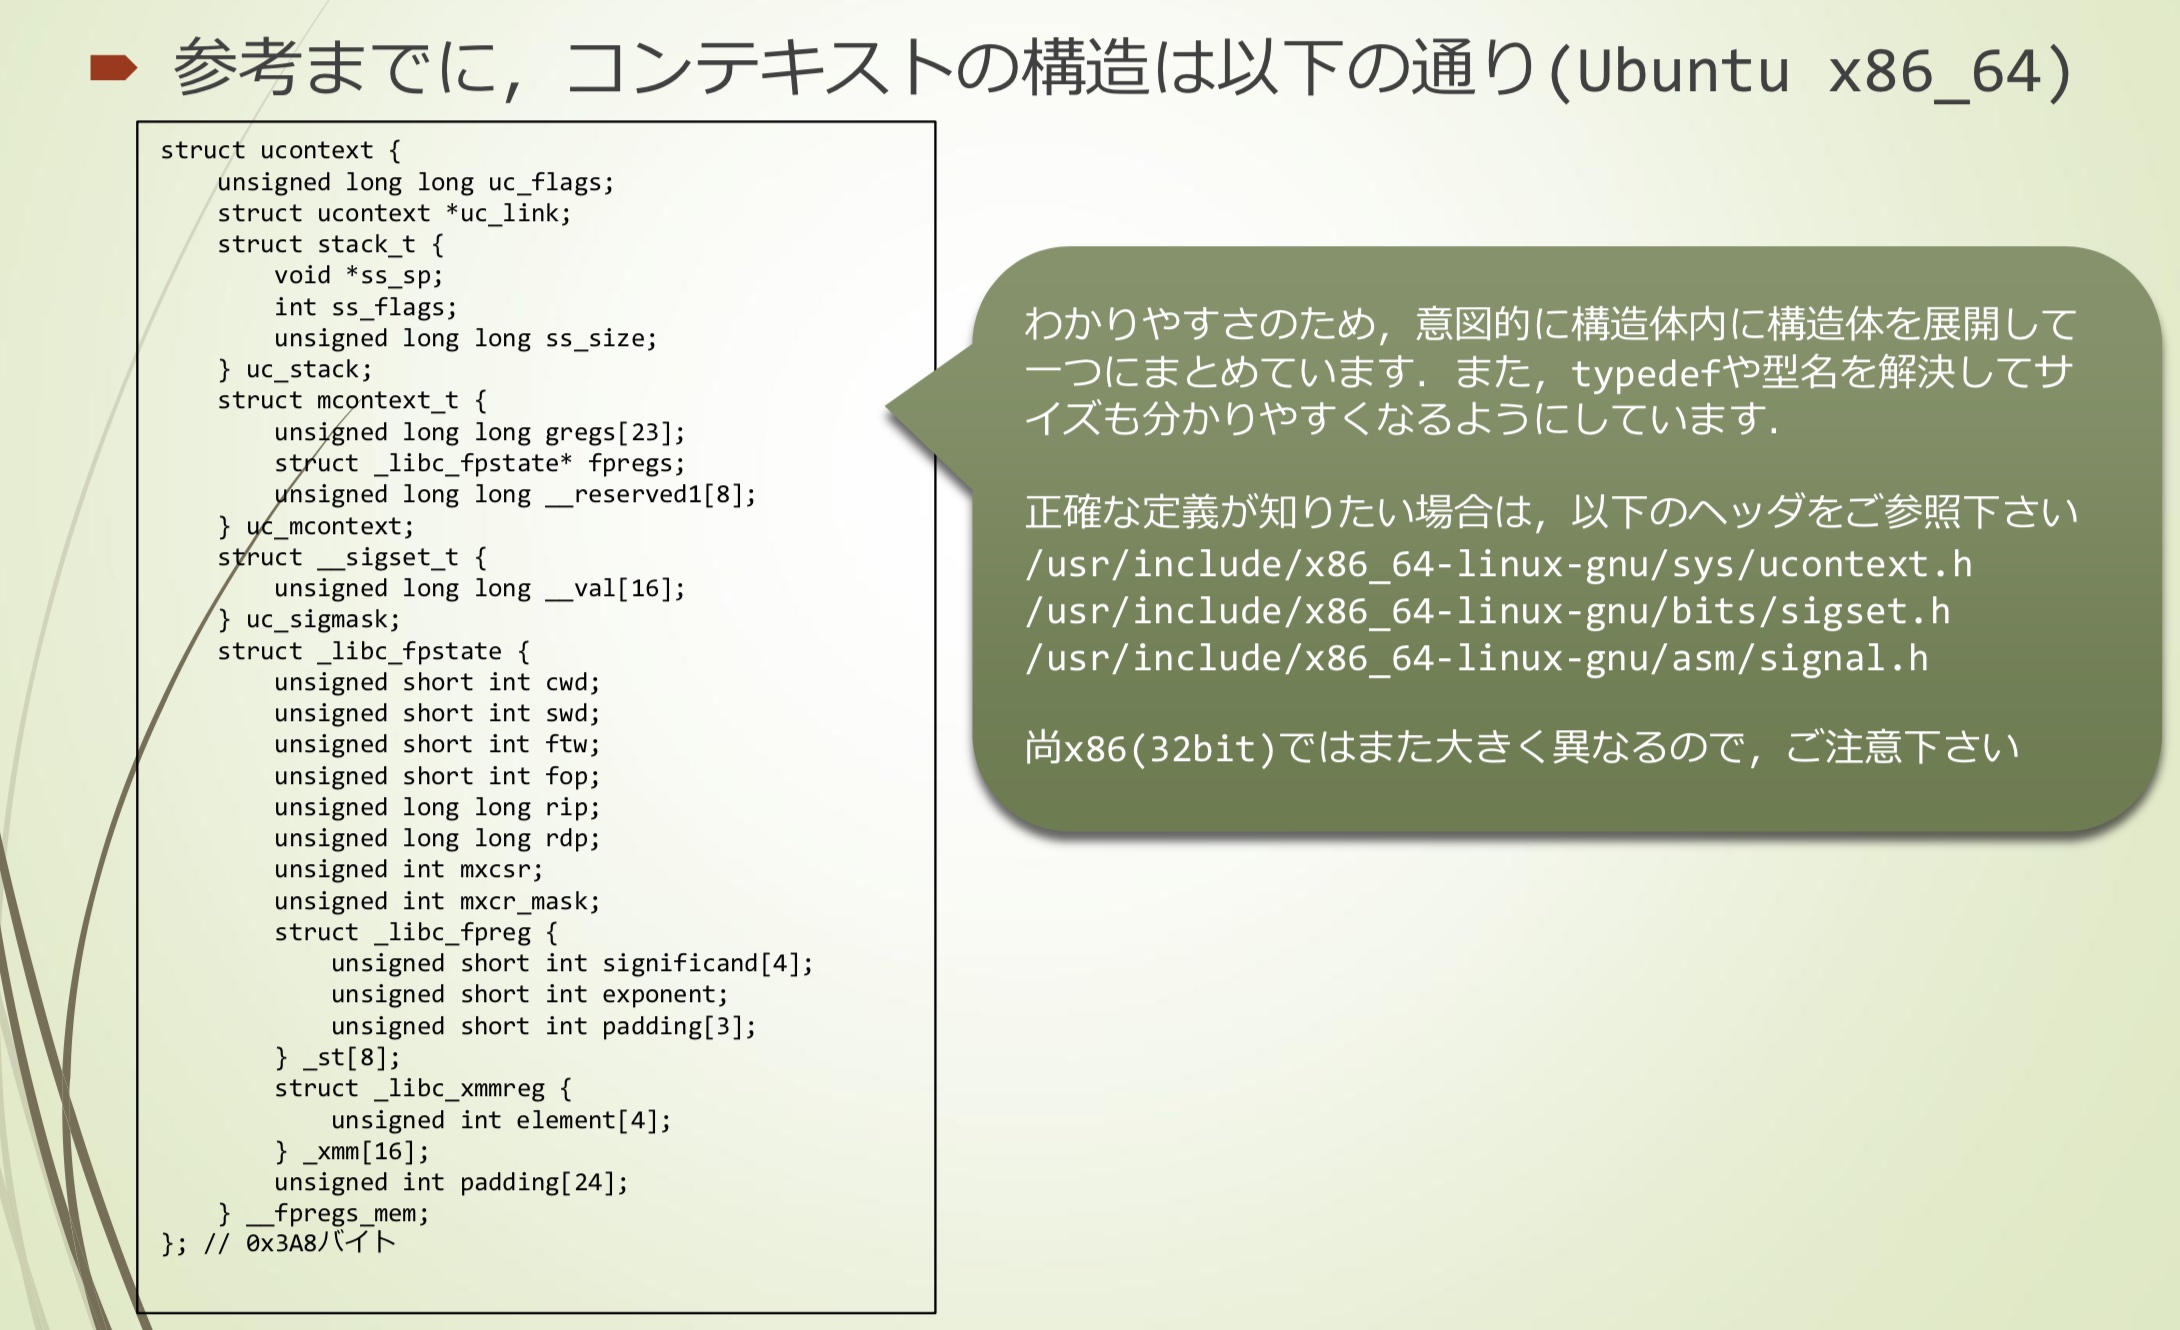 参考までに，コンテキストの構造は以下の通り(Ubuntu x86_64)
struct ucontext {
    unsigned long long uc_flags;
    struct ucontext *uc_link;
    struct stack_t {
        void *ss_sp;
        int ss_flags;
        unsigned long long ss_size;
    } uc_stack;
    struct mcontext_t {
        unsigned long long gregs[23];
        struct _libc_fpstate* fpregs;
        unsigned long long __reserved1[8];
    } uc_mcontext;
    struct __sigset_t {
        unsigned long long __val[16];
    } uc_sigmask;
    struct _libc_fpstate {
        unsigned short int cwd;
        unsigned short int swd;
        unsigned short int ftw;
        unsigned short int fop;
        unsigned long long rip;
        unsigned long long rdp;
        unsigned int mxcsr;
        unsigned int mxcr_mask;
        struct _libc_fpreg {
            unsigned short int significand[4];
            unsigned short int exponent;
            unsigned short int padding[3];
        } _st[8];
        struct _libc_xmmreg {
            unsigned int element[4];
        } _xmm[16];
        unsigned int padding[24];
    } __fpregs_mem;
}; // 0x3A8バイト
わかりやすさのため，意図的に構造体内に構造体を展開して
一つにまとめています．また，typedefや型名を解決してサ
イズも分かりやすくなるようにしています．
正確な定義が知りたい場合は，以下のヘッダをご参照下さい
/usr/include/x86_64-linux-gnu/sys/ucontext.h
/usr/include/x86_64-linux-gnu/bits/sigset.h
/usr/include/x86_64-linux-gnu/asm/signal.h
尚x86(32bit)ではまた大きく異なるので，ご注意下さい